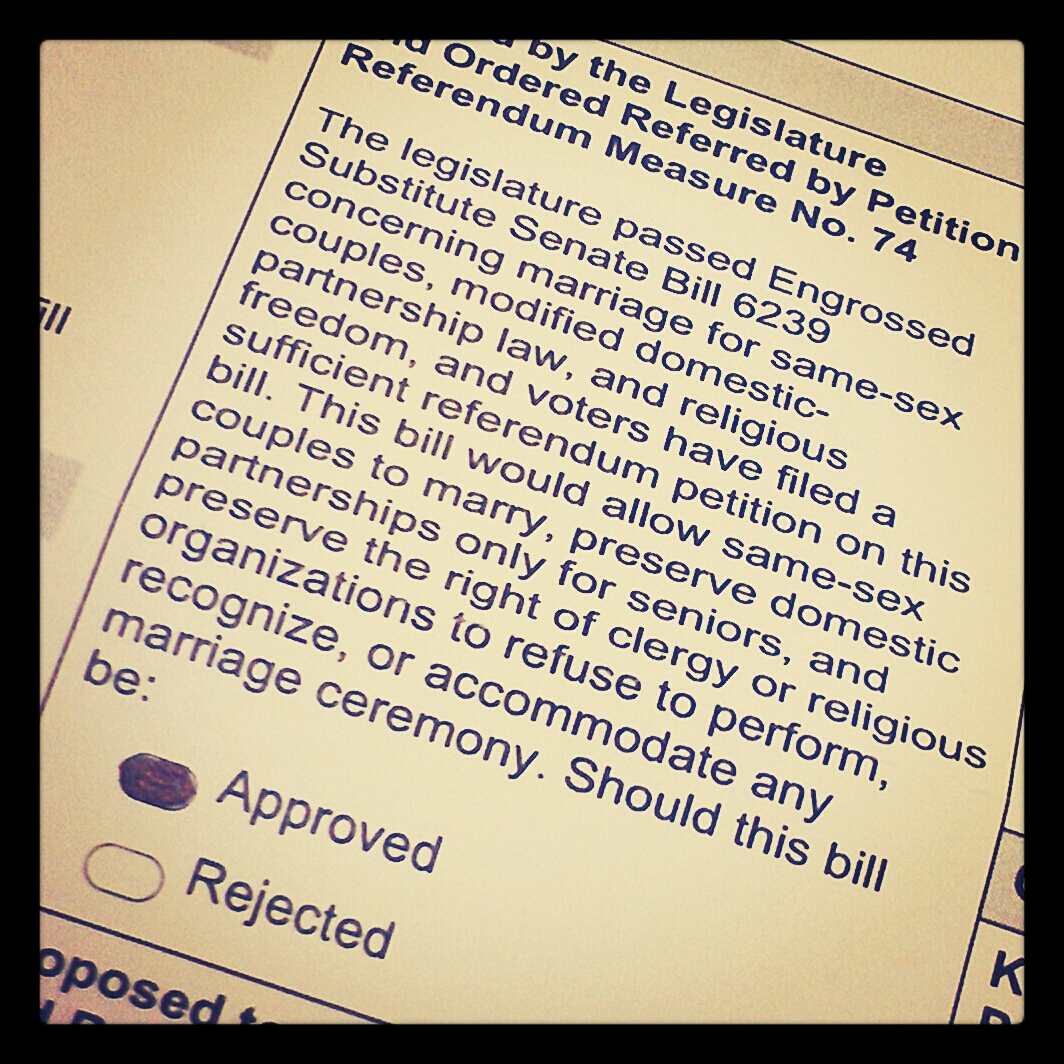 by the Legislature
Ordered Referred by Petition
Referendum Measure No. 74
The legislature passed Engrossed
Substitute Senate Bill 6239
concerning marriage for same-sex
couples, modified domestic-
partnership law, and religious
freedom, and voters have filed a
sufficient referendum petition on this
bill. This bill would allow same-sex
couples to marry, preserve domestic
partnerships only for seniors, and
preserve the right of clergy or religious
organizations to refuse to perform,
recognize, or accommodate any
marriage ceremony. Should this bill
be:
Approved
Rejected